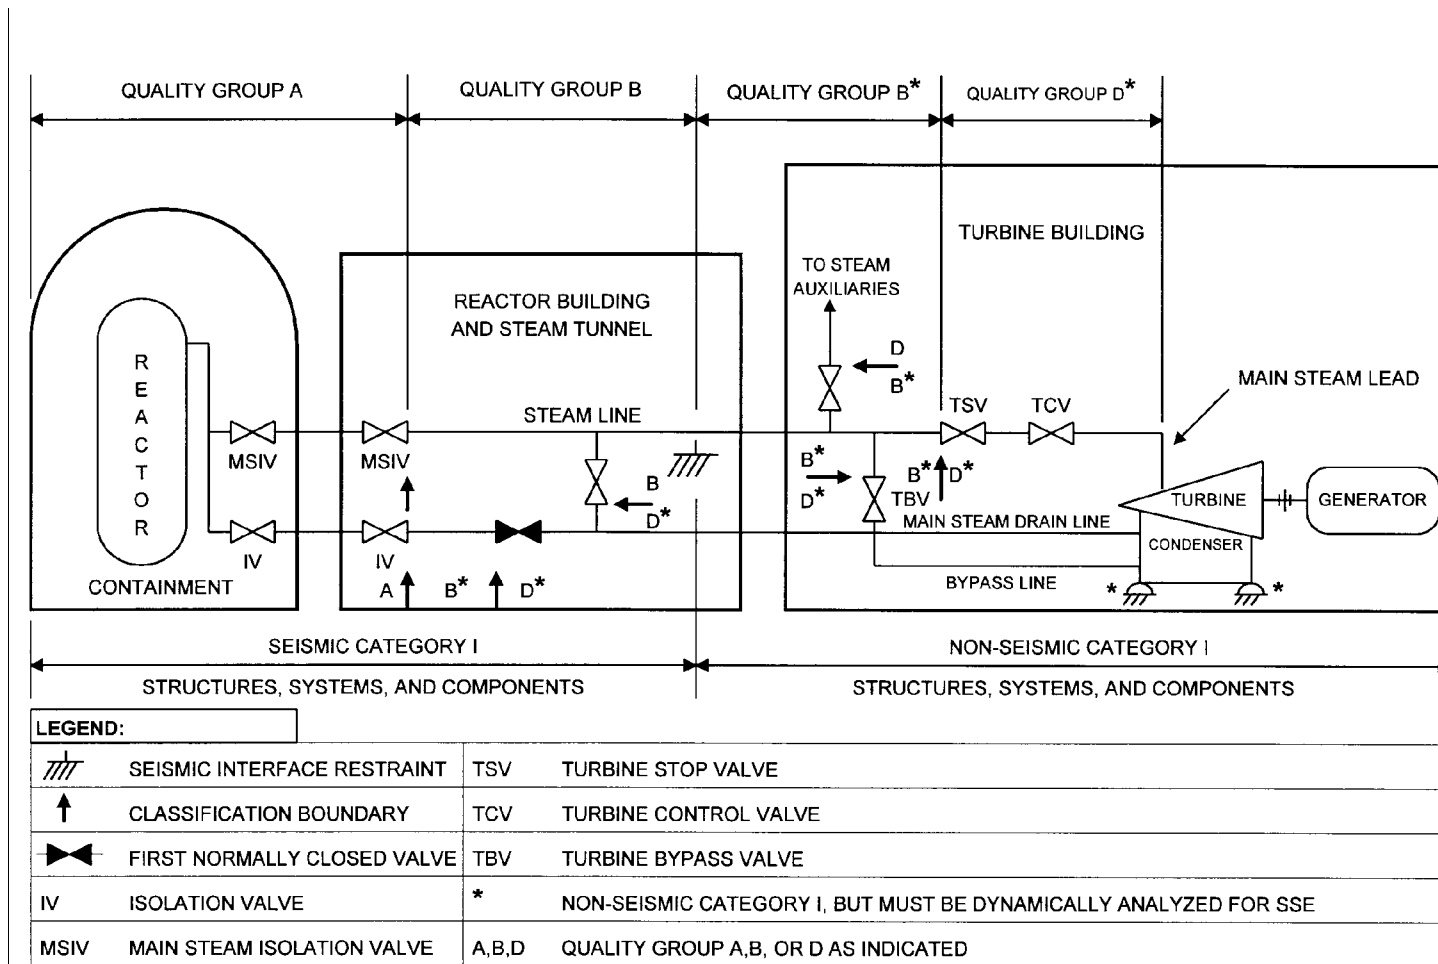 QUALITY GROUP A
QUALITY GROUP B
QUALITY GROUP B*
QUALITY GROUP D*
TURBINE BUILDING
TO STEAM
AUXILIARIES
REACTOR BUILDING
AND STEAM TUNNEL
REACTOR
D
B*
MAIN STEAM LEAD
STEAM LINE
TSV
TCV
MSIV
MSIV
B
D*
B*
D*
B*
D*
TBV
TURBINE
GENERATOR
MAIN STEAM DRAIN LINE
CONDENSER
IV
IV
CONTAINMENT
A
B*
D*
BYPASS LINE
*
*
SEISMIC CATEGORY I
STRUCTURES, SYSTEMS, AND COMPONENTS
NON-SEISMIC CATEGORY I
STRUCTURES, SYSTEMS, AND COMPONENTS
LEGEND:
SEISMIC INTERFACE RESTRAINT
TSV TURBINE STOP VALVE
CLASSIFICATION BOUNDARY
TCV TURBINE CONTROL VALVE
FIRST NORMALLY CLOSED VALVE
TBV TURBINE BYPASS VALVE
IV ISOLATION VALVE
* NON-SEISMIC CATEGORY I, BUT MUST BE DYNAMICALLY ANALYZED FOR SSE
MSIV MAIN STEAM ISOLATION VALVE
A,B,D QUALITY GROUP A,B, OR D AS INDICATED